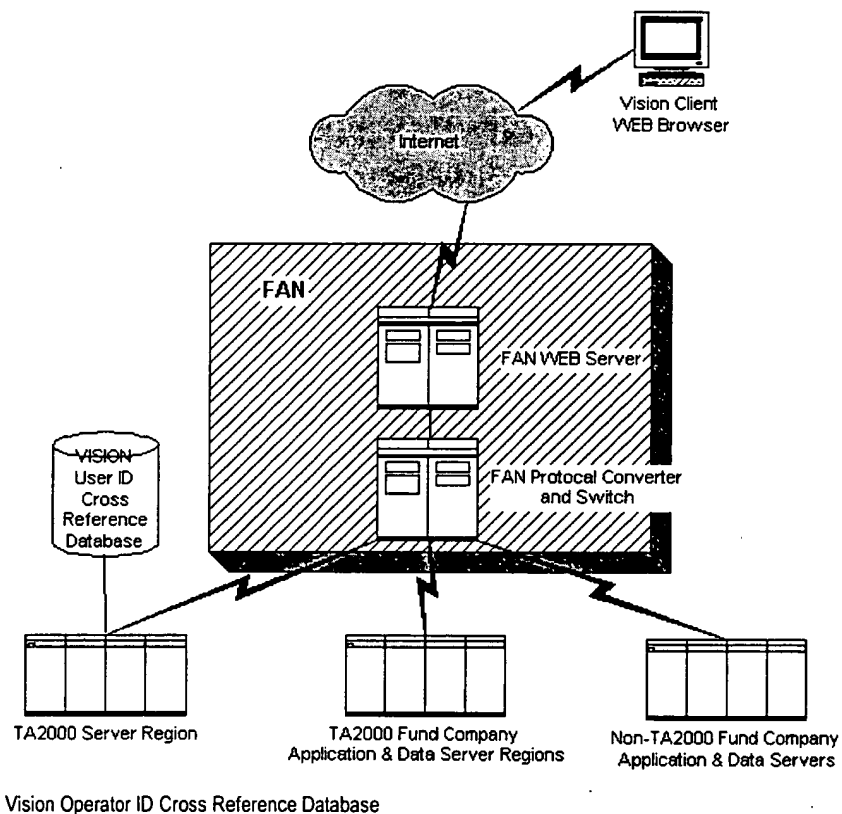 Vision Client
WEB Browser
Internet
FAN
FAN WEB Server
VISION
User ID
Cross
Reference
Database
FAN Protocal Converter
and Switch
TA2000 Server Region
TA2000 Fund Company
Application & Data Server Regions
Non-TA2000 Fund Company
Application & Data Servers
Vision Operator ID Cross Reference Database